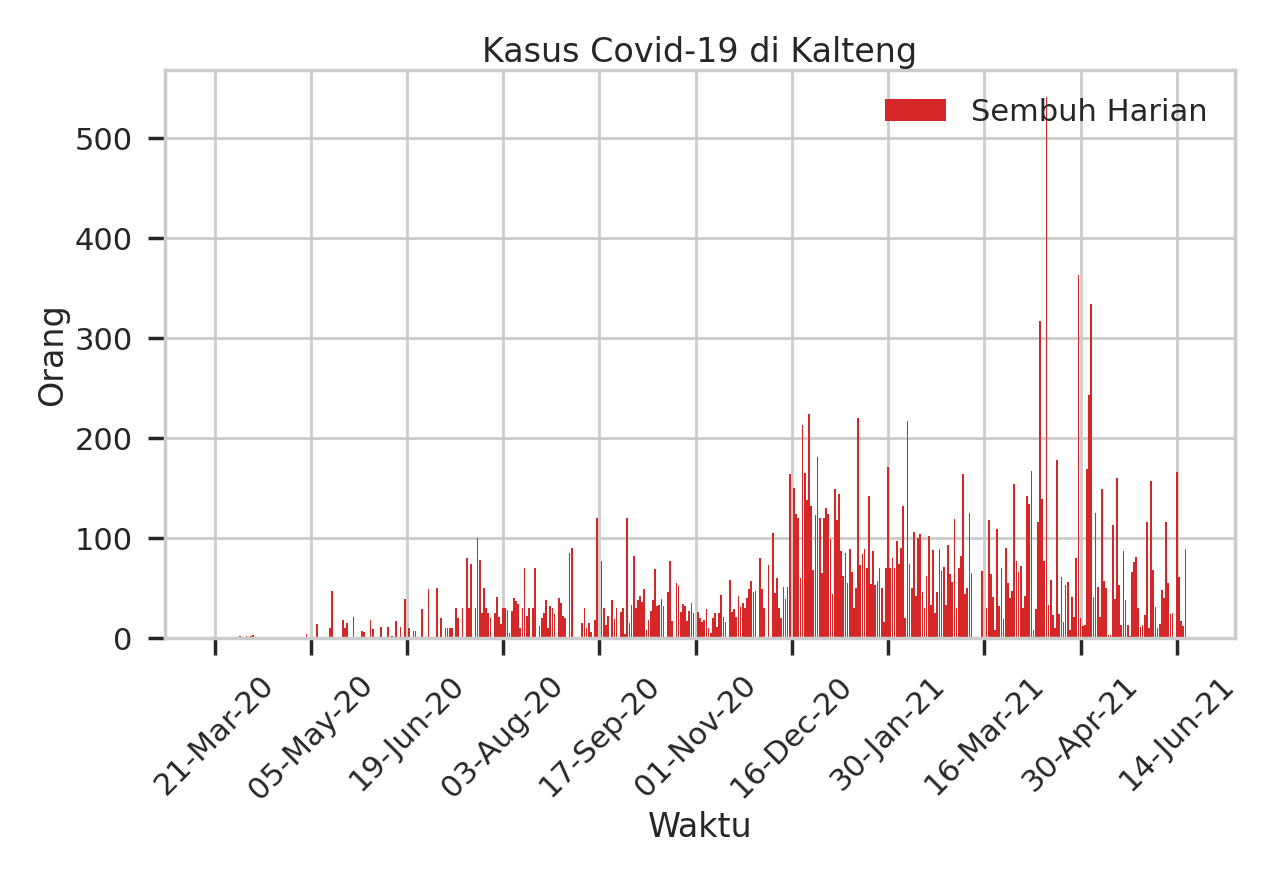 Kasus Covid-19 di Kalteng
Sembuh Harian
Orang
500
400
300
200
100
0
21-Mar-20
05-May-20
19-Jun-20
03-Aug-20
17-Sep-20
01-Nov-20
16-Dec-20
30-Jan-21
16-Mar-21
30-Apr-21
14-Jun-21
Waktu